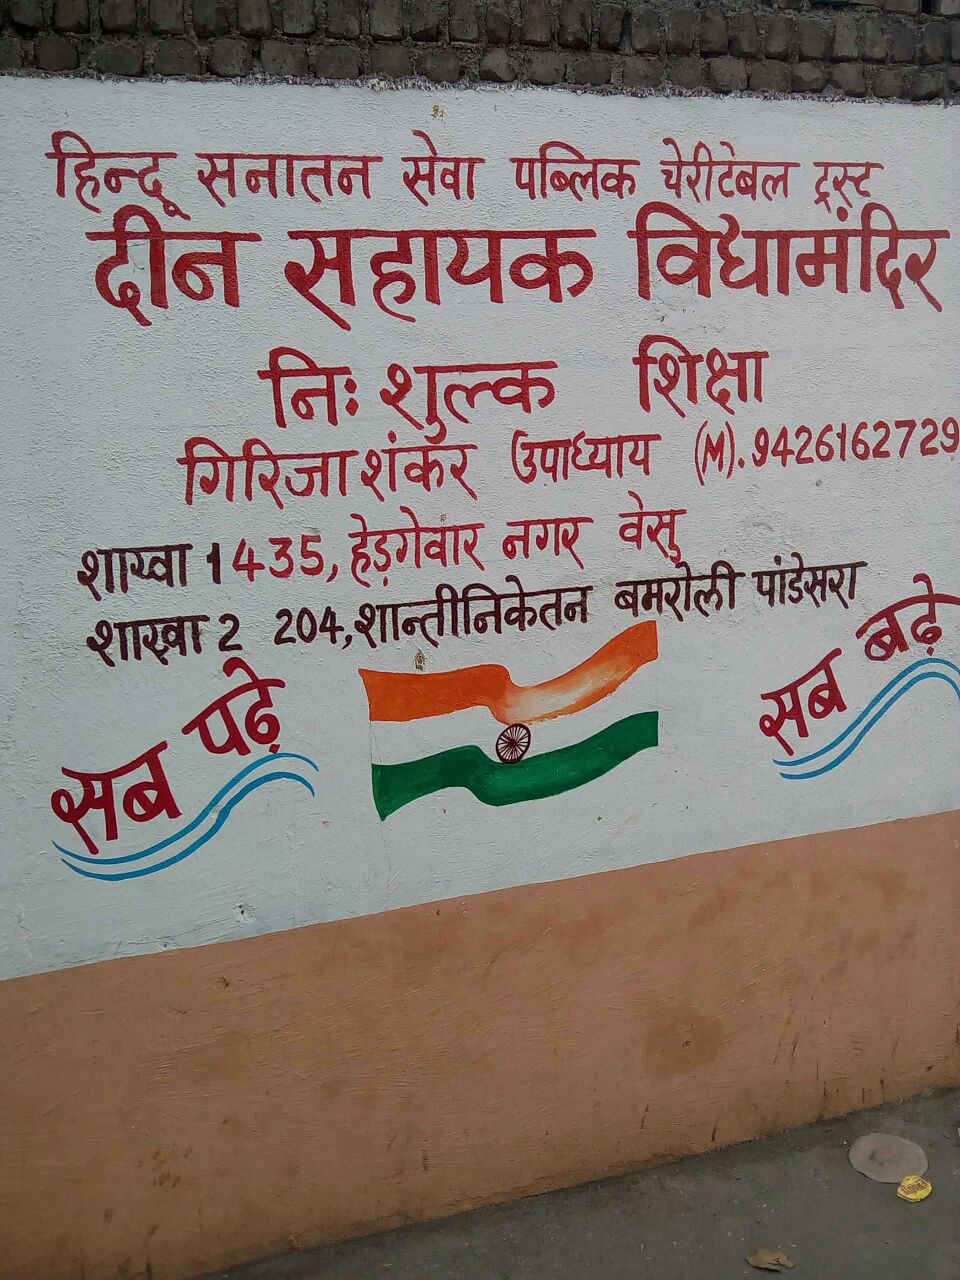 हिन्दू सनातन सेवा पब्लिक चेरीटेबल ट्रस्ट
दीन सहायक विधामंदिर
निः शुल्क शिक्षा
गिरिजा शंकर उपाध्याय (M).9426162729
शाखा 1 435, हेड़गेवार नगर वेसु
शाख़ा 2 204, शान्तीनिकेतन बमरोली पांडेसरा
सब पढ़े
सब बढ़े